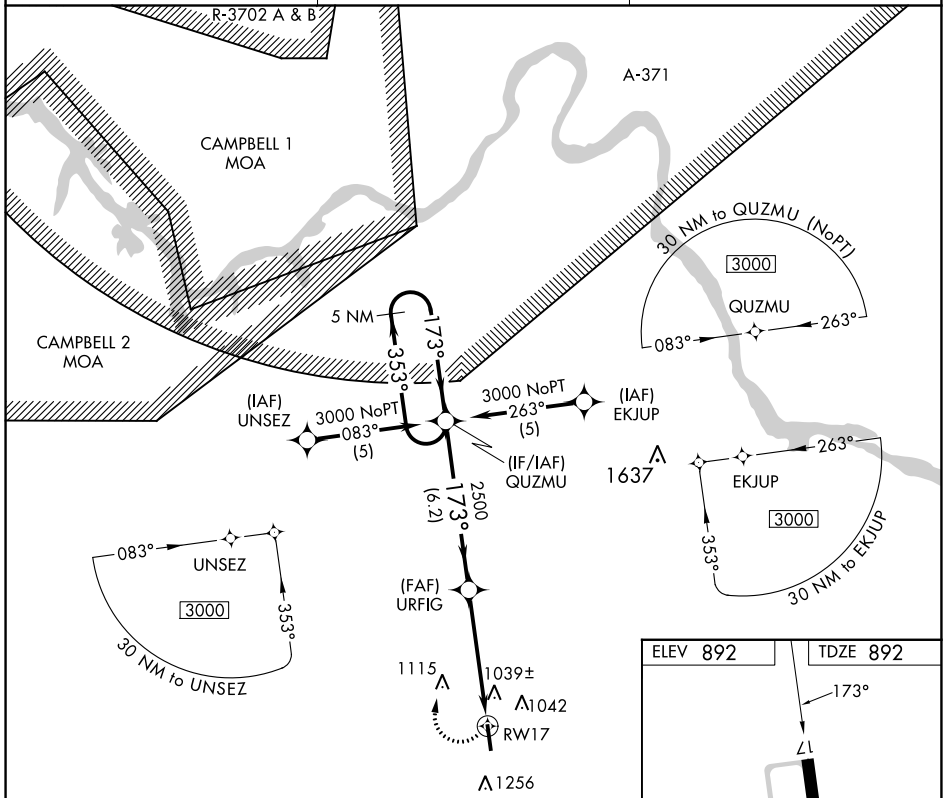 R-3702 A & B
A-371
CAMPBELL 1
MOA
30 NM to QUZMU (NoPT)
3000
QUZMU
083°
263°
5 NM
173°
353°
CAMPBELL 2
MOA
(IAF)
UNSEZ
3000 NoPT
083°
(5)
3000 NoPT
263°
(5)
(IAF)
EKJUP
(IF/IAF)
QUZMU
1637
263°
EKJUP
3000
353°
30 NM to EKJUP
2500
173°
(6.2)
083°
UNSEZ
3000
353°
30 NM to UNSEZ
(FAF)
URFIG
1115
1039±
1042
RW17
1256
ELEV 892
TDZE 892
173°
17